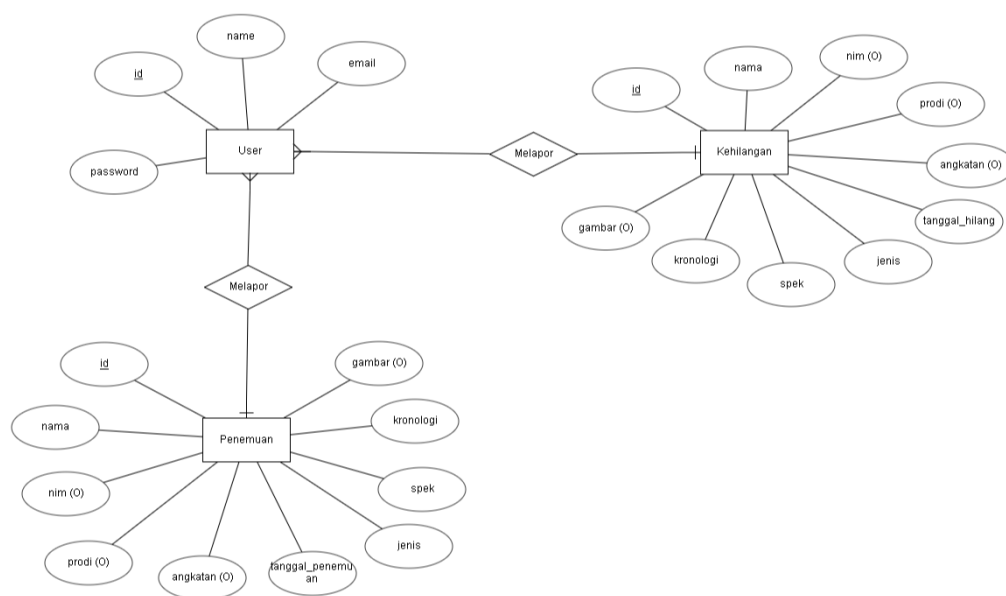 name
email
id
password
User
Melapor
nama
nim (O)
id
prodi (O)
Kehilangan
angkatan (O)
tanggal_hilang
gambar (O)
kronologi
spek
jenis
Melapor
id
gambar (O)
nama
kronologi
Penemuan
nim (O)
spek
prodi (O)
jenis
angkatan (O)
tanggal_penemu
an